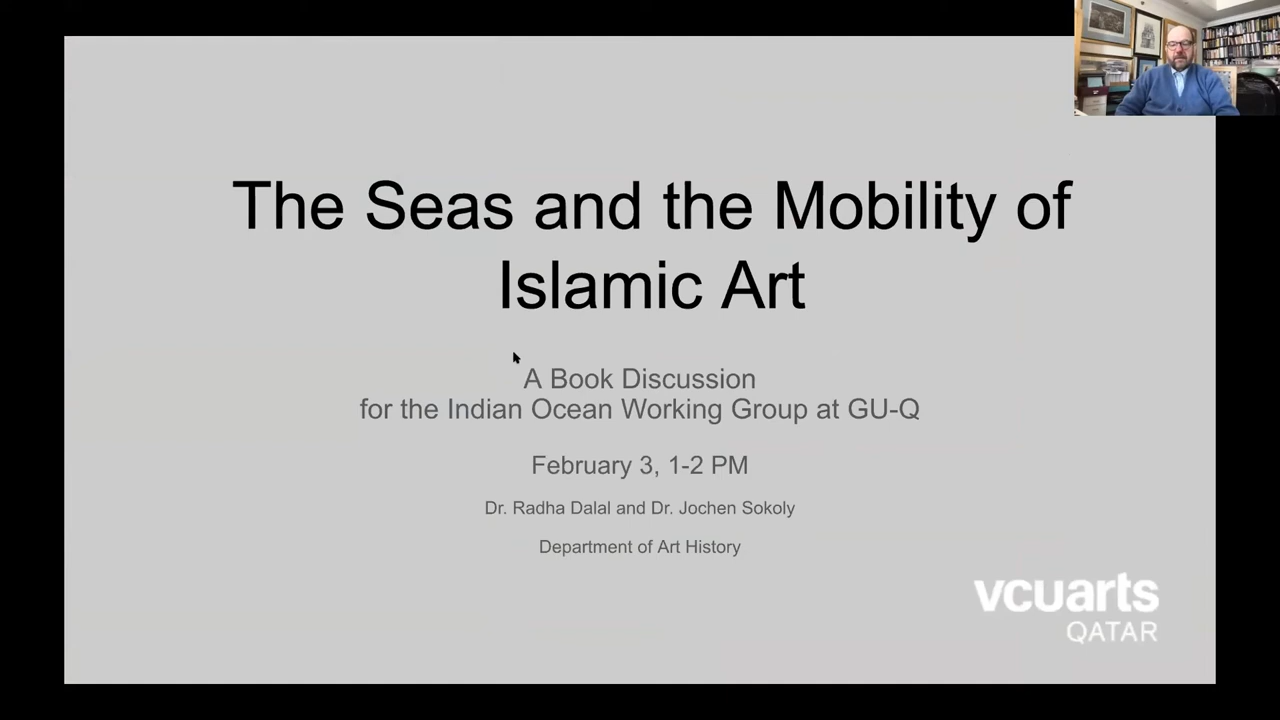 The Seas and the Mobility of
Islamic Art
A Book Discussion
for the Indian Ocean Working Group at GU-Q
February 3, 1-2 PM
Dr. Radha Dalal and Dr. Jochen Sokoly
Department of Art History
vcuarts
QATAR